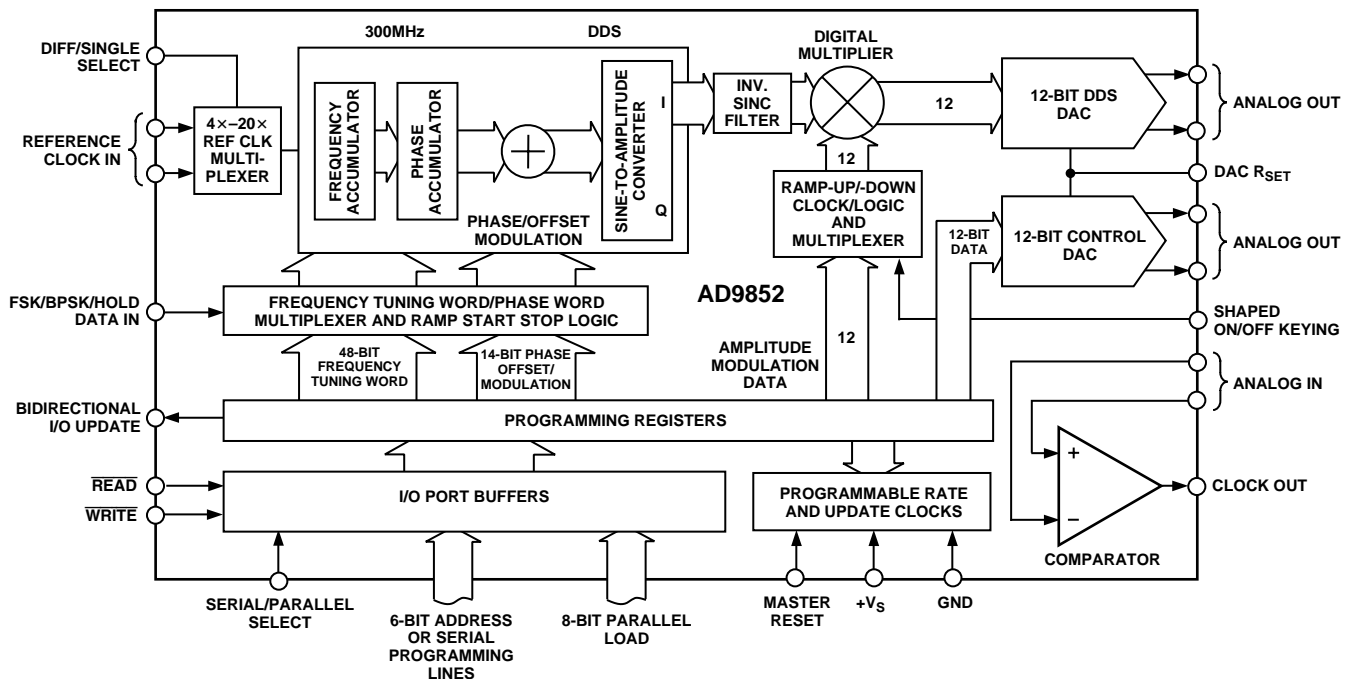 300MHz
DDS
DIGITAL
MULTIPLIER
DIFF/SINGLE
SELECT
REFERENCE
CLOCK IN
4×–20×
REF CLK
MULTI-
PLEXER
FREQUENCY
ACCUMULATOR
PHASE
ACCUMULATOR
SINE-TO-AMPLITUDE
CONVERTER
I
Q
PHASE/OFFSET
MODULATION
INV.
SINC
FILTER
12
12-BIT DDS
DAC
ANALOG OUT
12
RAMP-UP/-DOWN
CLOCK/LOGIC
AND
MULTIPLEXER
DAC RSET
12-BIT
DATA
12-BIT CONTROL
DAC
ANALOG OUT
FSK/BPSK/HOLD
DATA IN
FREQUENCY TUNING WORD/PHASE WORD
MULTIPLEXER AND RAMP START STOP LOGIC
AD9852
SHAPED
ON/OFF KEYING
48-BIT
FREQUENCY
TUNING WORD
14-BIT PHASE
OFFSET/
MODULATION
AMPLITUDE
MODULATION
DATA
12
ANALOG IN
BIDIRECTIONAL
I/O UPDATE
PROGRAMMING REGISTERS
+
−
COMPARATOR
CLOCK OUT
READ
WRITE
I/O PORT BUFFERS
PROGRAMMABLE RATE
AND UPDATE CLOCKS
SERIAL/PARALLEL
SELECT
6-BIT ADDRESS
OR SERIAL
PROGRAMMING
LINES
8-BIT PARALLEL
LOAD
MASTER
RESET
+VS
GND